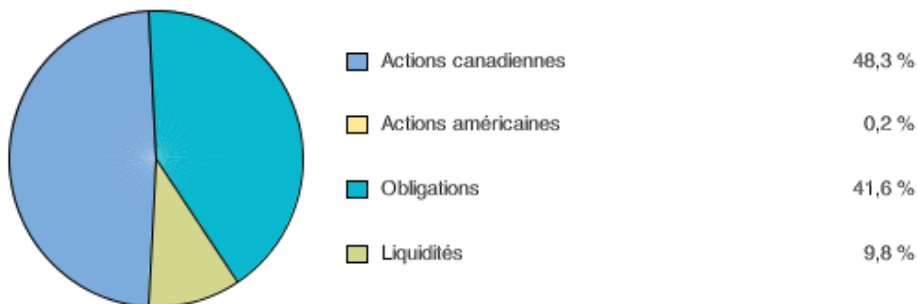 Actions canadiennes 48,3 %
Actions américaines 0,2 %
Obligations 41,6 %
Liquidités 9,8 %